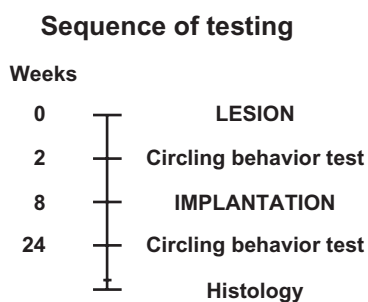 Sequence of testing
Weeks
0 LESION
2 Circling behavior test
8 IMPLANTATION
24 Circling behavior test
Histology